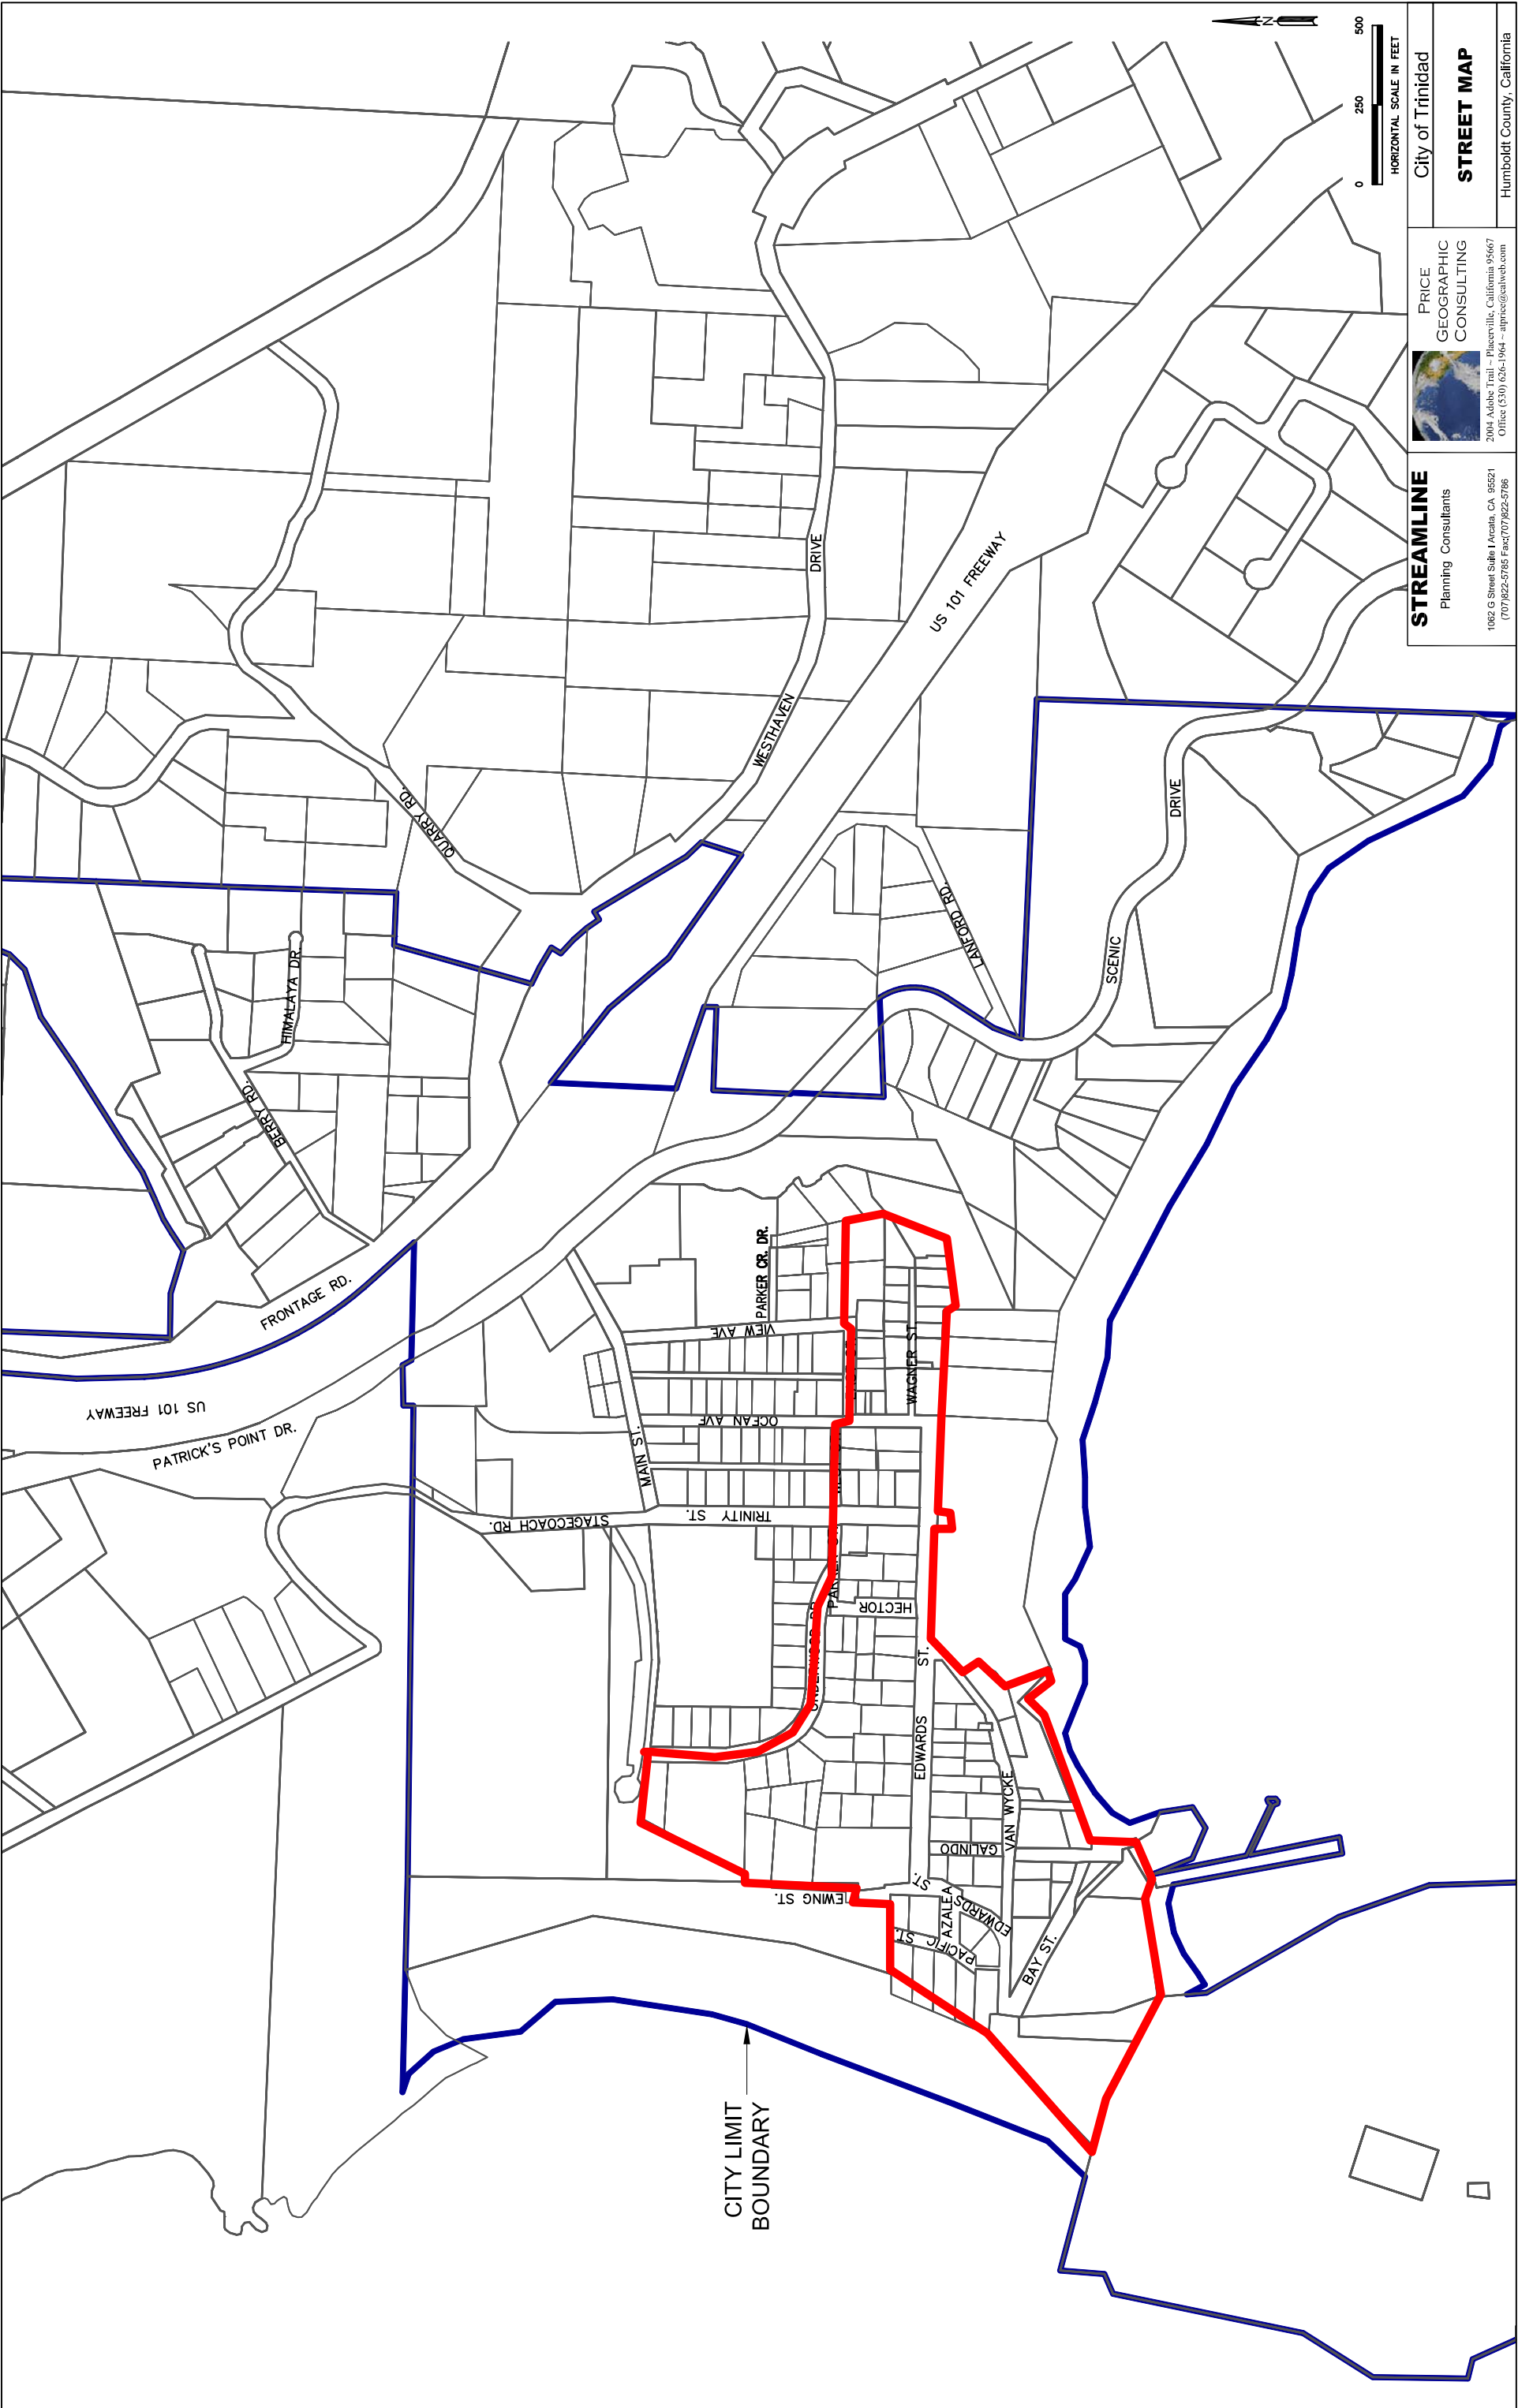 US 101 FREEWAY
PATRICK'S POINT DR.
FRONTAGE RD.
BERRY RD.
HIMALAYA DR.
QUARRY RD.
WESTHAVEN
DRIVE
US 101 FREEWAY
LANFORD RD.
SCENIC
DRIVE
STAGECOACH RD.
MAIN ST.
TRINITY ST.
OCEAN AVE
VIEW AVE
PARKER CR. DR.
WAGNER ST.
HECTOR
EDWARDS
ST.
VAN WYCKE
GALINDO
EWING ST.
EDWARDS
ST.
AZALEA
PACIFIC ST.
BAY ST.
CITY LIMIT
BOUNDARY
N
0 250 500
HORIZONTAL SCALE IN FEET
STREAMLINE
Planning Consultants
1062 G Street Suite I Arcata, CA 95521
(707)822-5785 Fax:(707)822-5786
PRICE
GEOGRAPHIC
CONSULTING
2004 Adobe Trail ~ Placerville, California 95667
Office (530) 626-1964 ~ atprice@calweb.com
City of Trinidad
STREET MAP
Humboldt County, California